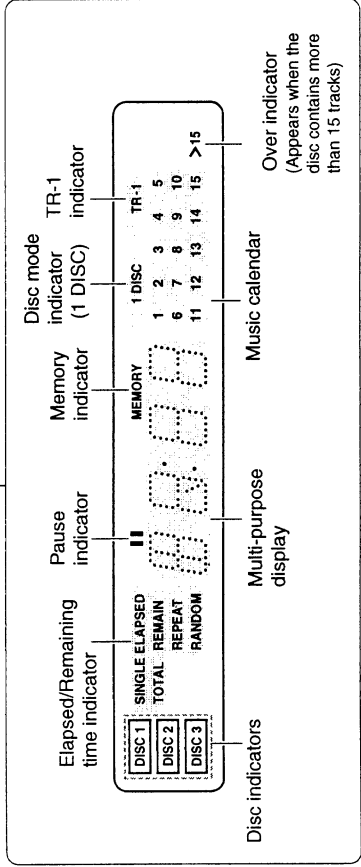 Elapsed/Remaining
time indicator
Pause
indicator
Memory
indicator
Disc mode
indicator
(1 DISC)
TR-1
indicator
DISC 1
DISC 2
DISC 3
SINGLE ELAPSED
TOTAL REMAIN
REPEAT
RANDOM
MEMORY
1 DISC
TR-1
1 2 3 4 5
6 7 8 9 10
11 12 13 14 15 >15
Disc indicators
Multi-purpose
display
Music calendar
Over indicator
(Appears when the
disc contains more
than 15 tracks)